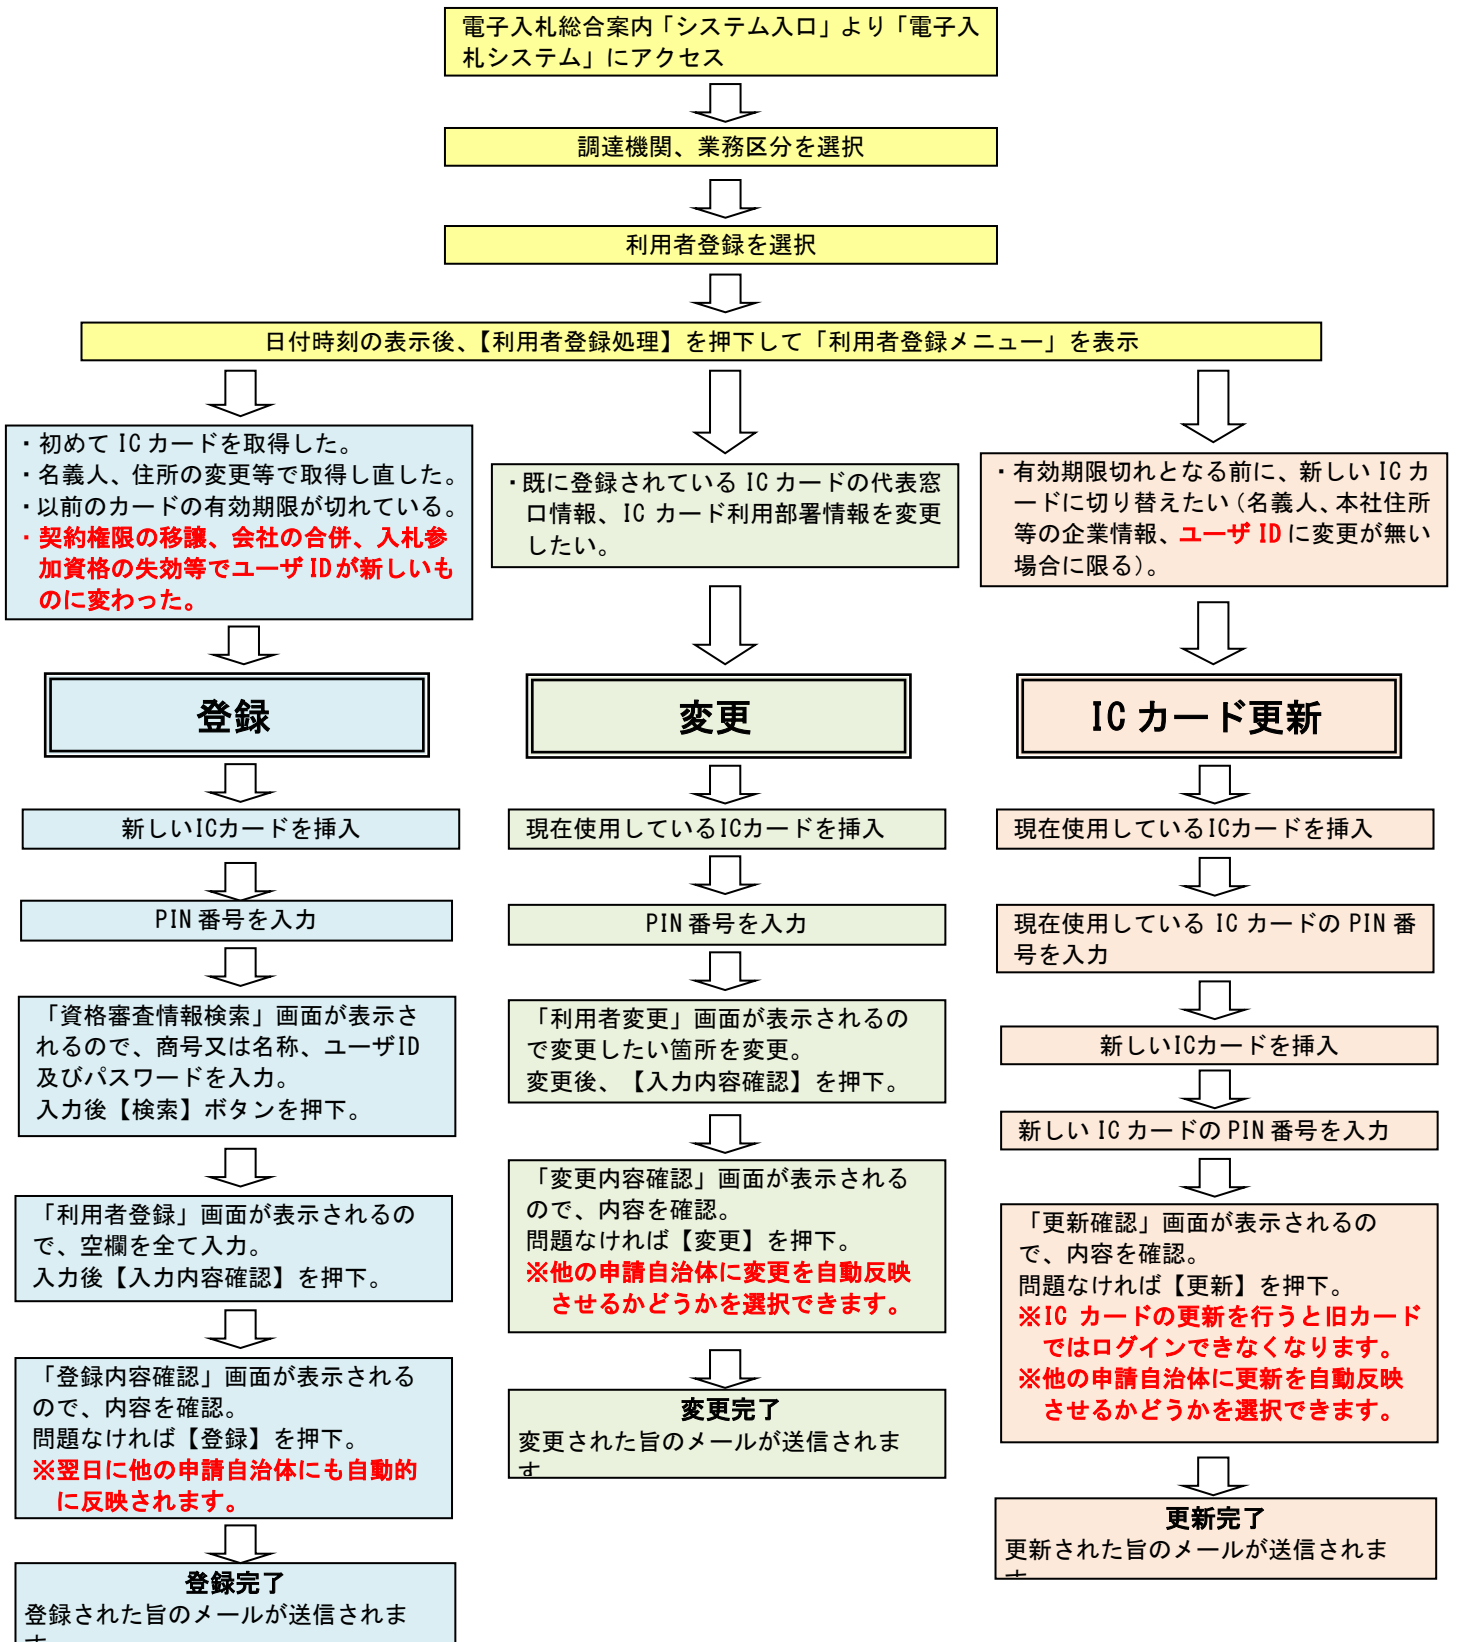 電子入札総合案内「システム入口」より「電子入
札システム」にアクセス
調達機関、業務区分を選択
利用者登録を選択
日付時刻の表示後、【利用者登録処理】を押下して「利用者登録メニュー」を表示
・初めて IC カードを取得した。
・名義人、住所の変更等で取得し直した。
・以前のカードの有効期限が切れている。
・契約権限の移譲、会社の合併、入札参
加資格の失効等でユーザ ID が新しいも
のに変わった。
登録
新しいICカードを挿入
PIN 番号を入力
「資格審査情報検索」画面が表示さ
れるので、商号又は名称、ユーザID
及びパスワードを入力。
入力後【検索】ボタンを押下。
「利用者登録」画面が表示されるの
で、空欄を全て入力。
入力後【入力内容確認】を押下。
「登録内容確認」画面が表示される
ので、内容を確認。
問題なければ【登録】を押下。
※翌日に他の申請自治体にも自動的
に反映されます。
登録完了
登録された旨のメールが送信されま
す
・既に登録されている IC カードの代表窓
口情報、IC カード利用部署情報を変更
したい。
変更
現在使用しているICカードを挿入
PIN 番号を入力
「利用者変更」画面が表示されるの
で変更したい箇所を変更。
変更後、【入力内容確認】を押下。
「変更内容確認」画面が表示される
ので、内容を確認。
問題なければ【変更】を押下。
※他の申請自治体に変更を自動反映
させるかどうかを選択できます。
変更完了
変更された旨のメールが送信されま
す
・有効期限切れとなる前に、新しい IC カ
ードに切り替えたい（名義人、本社住所
等の企業情報、ユーザ ID に変更が無い
場合に限る）。
IC カード更新
現在使用しているICカードを挿入
現在使用している IC カードの PIN 番
号を入力
新しいICカードを挿入
新しい IC カードの PIN 番号を入力
「更新確認」画面が表示されるの
で、内容を確認。
問題なければ【更新】を押下。
※IC カードの更新を行うと旧カード
ではログインできなくなります。
※他の申請自治体に更新を自動反映
させるかどうかを選択できます。
更新完了
更新された旨のメールが送信されま